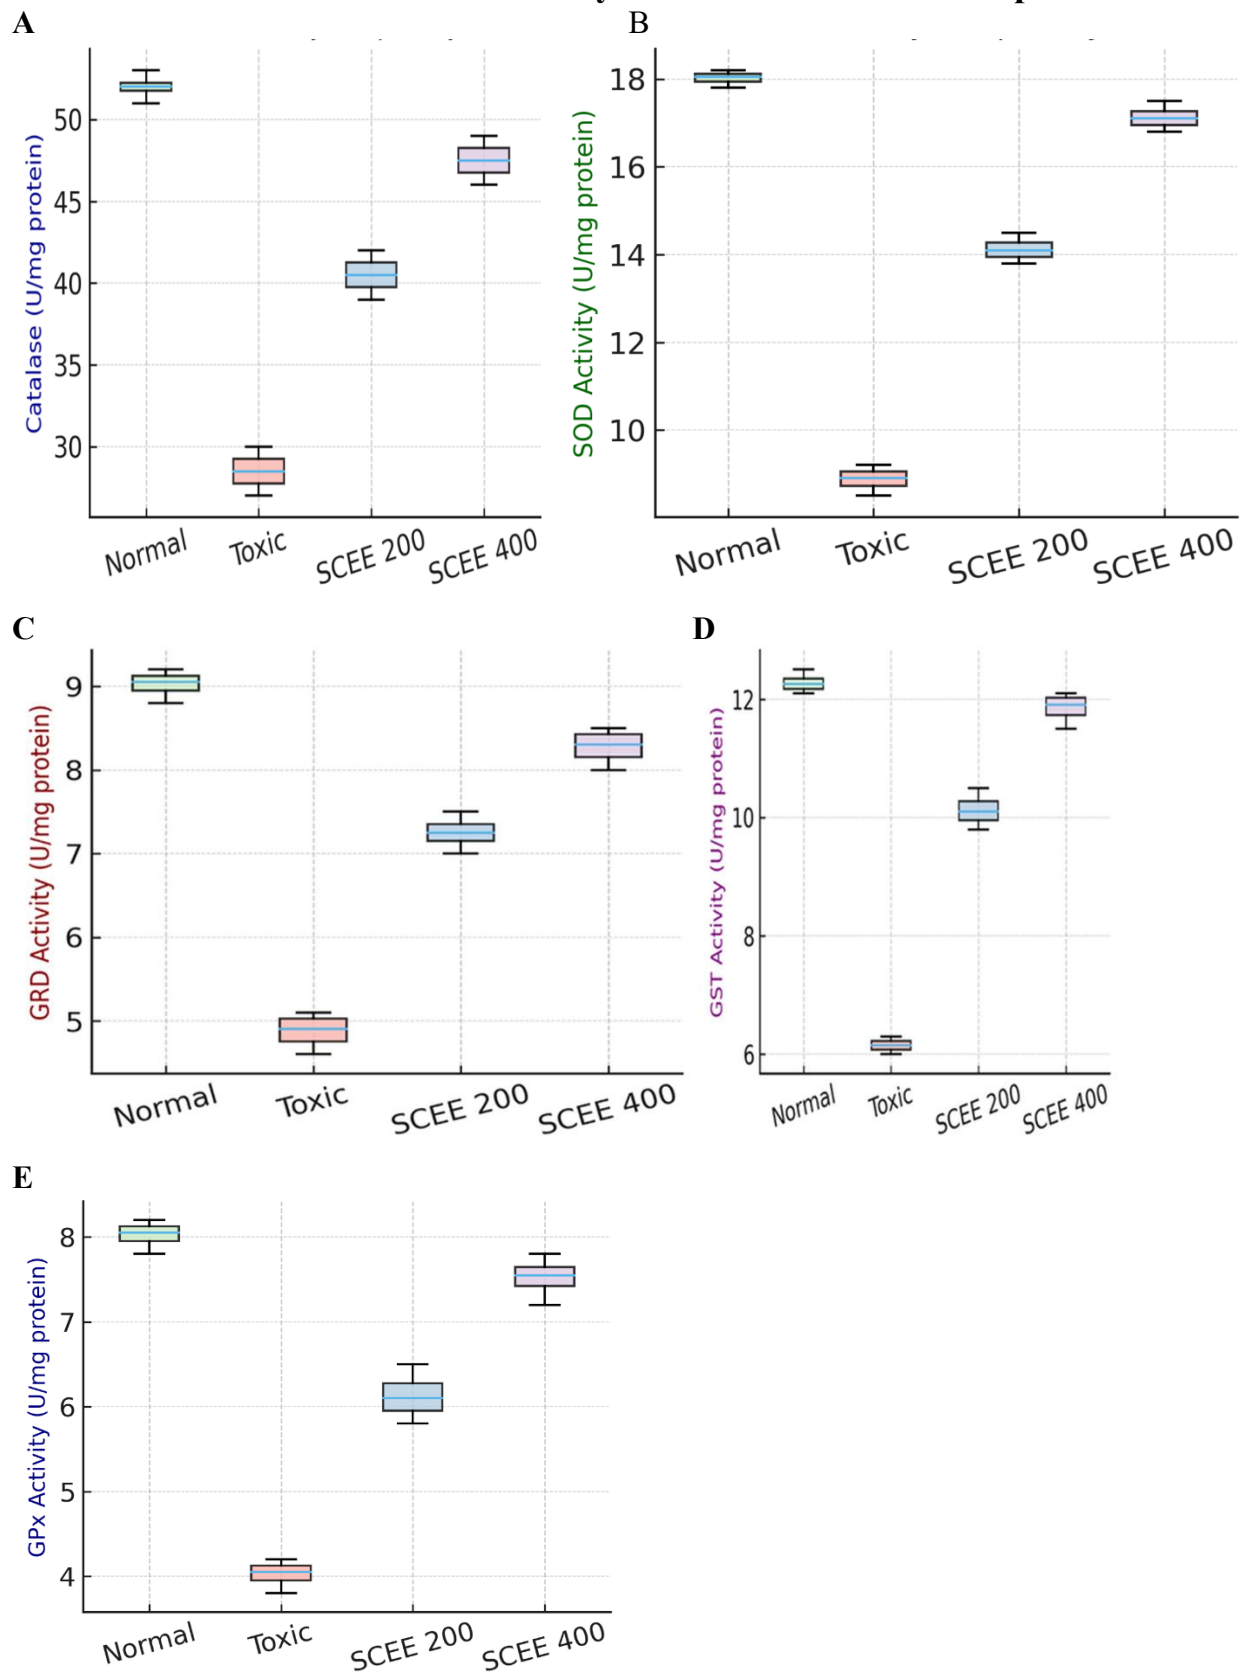 A
B
Catalase (U/mg protein)
50
45
40
35
30
Normal
Toxic
SCEE 200
SCEE 400
SOD Activity (U/mg protein)
18
16
14
12
10
Normal
Toxic
SCEE 200
SCEE 400
C
D
GRD Activity (U/mg protein)
9
8
7
6
5
Normal
Toxic
SCEE 200
SCEE 400
GST Activity (U/mg protein)
12
10
8
6
Normal
Toxic
SCEE 200
SCEE 400
E
GPx Activity (U/mg protein)
8
7
6
5
4
Normal
Toxic
SCEE 200
SCEE 400